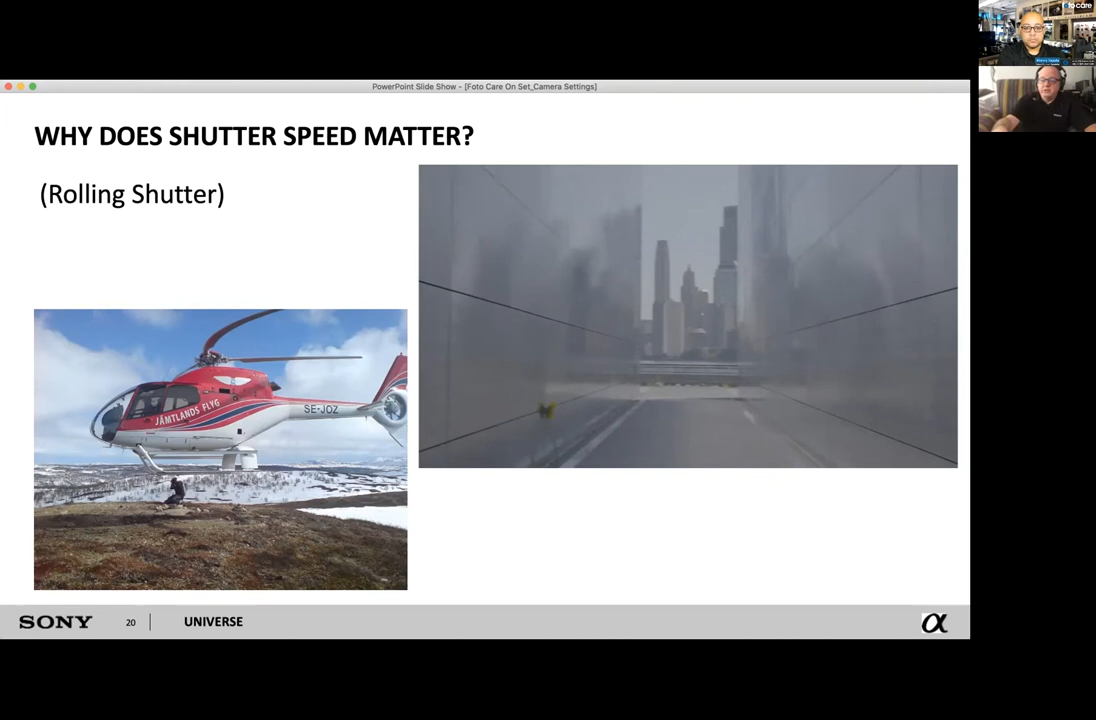 PowerPoint Slide Show - [Foto Care On Set_Camera Settings]
WHY DOES SHUTTER SPEED MATTER?
(Rolling Shutter)
JÄMTLANDS FLYG
SE-JOZ
SONY
20
UNIVERSE
α